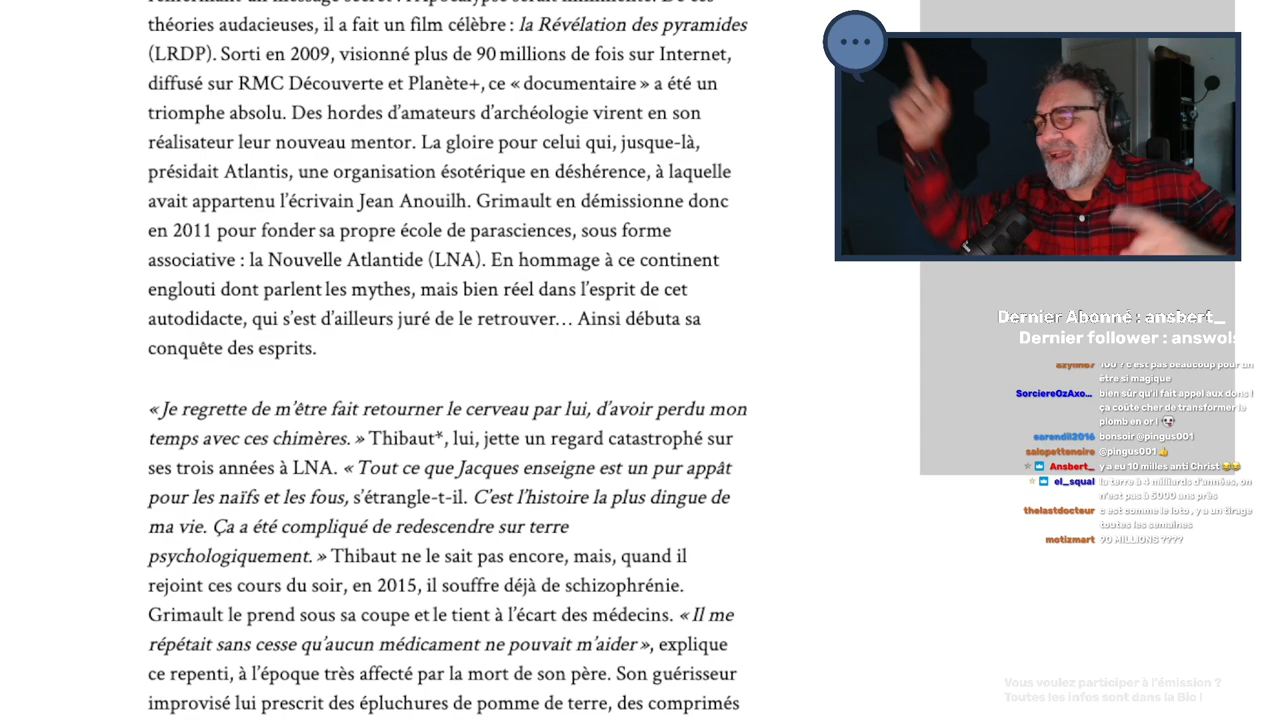 théories audacieuses, il a fait un film célèbre : la Révélation des pyramides
(LRDP). Sorti en 2009, visionné plus de 90 millions de fois sur Internet,
diffusé sur RMC Découverte et Planète+, ce « documentaire » a été un
triomphe absolu. Des hordes d’amateurs d’archéologie virent en son
réalisateur leur nouveau mentor. La gloire pour celui qui, jusque-là,
présidait Atlantis, une organisation ésotérique en déshérence, à laquelle
avait appartenu l’écrivain Jean Anouilh. Grimault en démissionne donc
en 2011 pour fonder sa propre école de parasciences, sous forme
associative : la Nouvelle Atlantide (LNA). En hommage à ce continent
englouti dont parlent les mythes, mais bien réel dans l’esprit de cet
autodidacte, qui s’est d’ailleurs juré de le retrouver… Ainsi débuta sa
conquête des esprits.
« Je regrette de m’être fait retourner le cerveau par lui, d’avoir perdu mon
temps avec ces chimères. » Thibaut*, lui, jette un regard catastrophé sur
ses trois années à LNA. « Tout ce que Jacques enseigne est un pur appât
pour les naïfs et les fous, s’étrangle-t-il. C’est l’histoire la plus dingue de
ma vie. Ça a été compliqué de redescendre sur terre
psychologiquement. » Thibaut ne le sait pas encore, mais, quand il
rejoint ces cours du soir, en 2015, il souffre déjà de schizophrénie.
Grimault le prend sous sa coupe et le tient à l’écart des médecins. « Il me
répétait sans cesse qu’aucun médicament ne pouvait m’aider », explique
ce repenti, à l’époque très affecté par la mort de son père. Son guérisseur
improvisé lui prescrit des épluchures de pomme de terre, des comprimés
Dernier Abonné : ansbert_
Dernier follower : answols
100 ? c'est pas beaucoup pour un
être si magique
SorciereOzAxo... bien sûr qu'il fait appel aux dons !
ça coûte cher de transformer le
plomb en or !
earendil2016 bonsoir @pingus001
salopettenoire @pingus001
Ansbert_ y a eu 10 milles anti Christ
el_squal la terre à 4 milliards d'années, on
n'est pas à 5000 ans près
thelastdocteur c est comme le loto , y a un tirage
toutes les semaines
motizmart 90 MILLIONS ????
Vous voulez participer à l'émission ?
Toutes les infos sont dans la Bio !